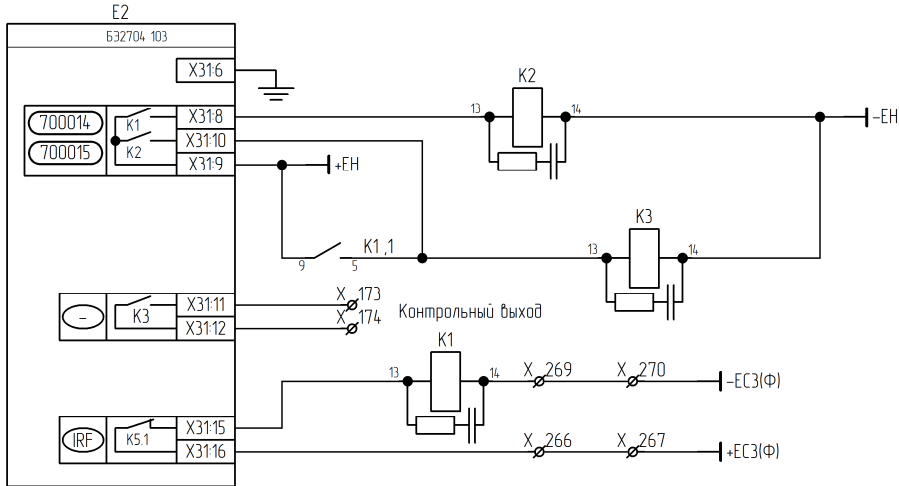 E2
БЭ2704 103
X31:6
K2
13
14
700014
K1
X31:8
-EH
700015
K2
X31:10
X31:9
+EH
K3
13
14
K1,1
9
5
-
K3
X31:11
X 173
X31:12
X 174
Контрольный выход
K1
13
14
X 269
X 270
-EC3(Ф)
IRF
K5.1
X31:15
X31:16
X 266
X 267
+EC3(Ф)